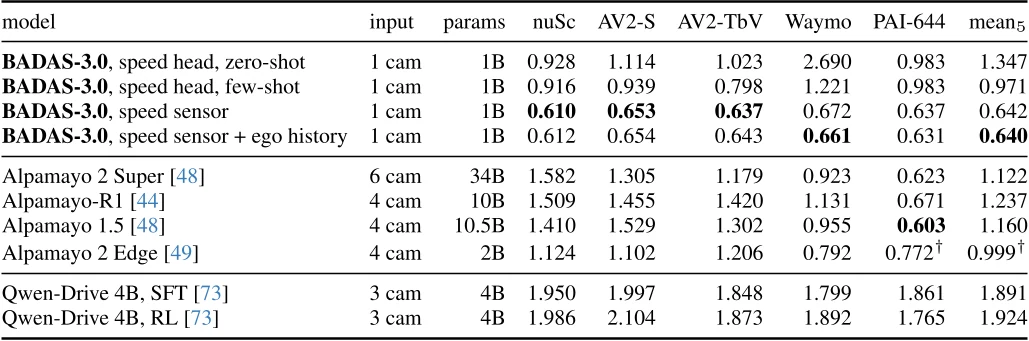 model input params nuSc AV2-S AV2-TbV Waymo PAI-644 mean₅
BADAS-3.0, speed head, zero-shot 1 cam 1B 0.928 1.114 1.023 2.690 0.983 1.347
BADAS-3.0, speed head, few-shot 1 cam 1B 0.916 0.939 0.798 1.221 0.983 0.971
BADAS-3.0, speed sensor 1 cam 1B 0.610 0.653 0.637 0.672 0.637 0.642
BADAS-3.0, speed sensor + ego history 1 cam 1B 0.612 0.654 0.643 0.661 0.631 0.640
Alpamayo 2 Super [48] 6 cam 34B 1.582 1.305 1.179 0.923 0.623 1.122
Alpamayo-R1 [44] 4 cam 10B 1.509 1.455 1.420 1.131 0.671 1.237
Alpamayo 1.5 [48] 4 cam 10.5B 1.410 1.529 1.302 0.955 0.603 1.160
Alpamayo 2 Edge [49] 4 cam 2B 1.124 1.102 1.206 0.792 0.772† 0.999†
Qwen-Drive 4B, SFT [73] 3 cam 4B 1.950 1.997 1.848 1.799 1.861 1.891
Qwen-Drive 4B, RL [73] 3 cam 4B 1.986 2.104 1.873 1.892 1.765 1.924